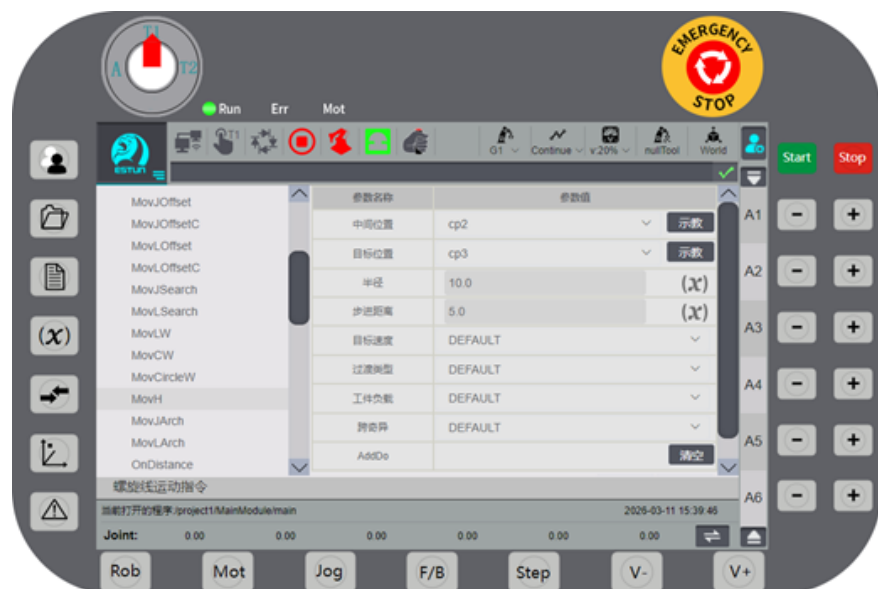 T1
A
T2
EMERGENCY
STOP
Run Err Mot
ESTUN
T1
G1
Continue
v:20%
nullTool
World
Start
Stop
MovJOffset
MovJOffsetC
MovLOffset
MovLOffsetC
MovJSearch
MovLSearch
MovLW
MovCW
MovCircleW
MovH
MovJArch
MovLArch
OnDistance
参数名称 参数值
中间位置 cp2 示教
目标位置 cp3 示教
半径 10.0 (x)
步进距离 5.0 (x)
目标速度 DEFAULT
过渡类型 DEFAULT
工件负载 DEFAULT
跨奇异 DEFAULT
AddDo 清空
A1 - +
A2 - +
A3 - +
A4 - +
A5 - +
A6 - +
(x)
螺旋线运动指令
当前打开的程序:/project1/MainModule/main 2026-03-11 15:39:46
Joint: 0.00 0.00 0.00 0.00 0.00 0.00
Rob Mot Jog F/B Step V- V+